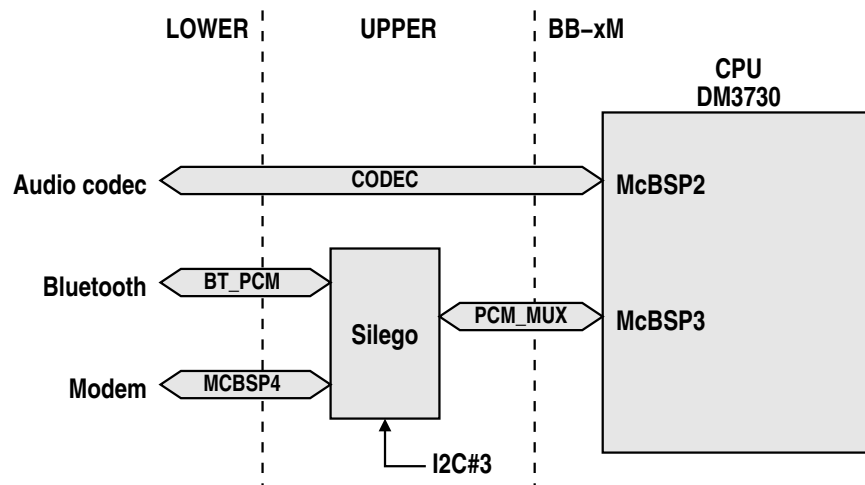 LOWER UPPER BB-xM
CPU
DM3730
Audio codec CODEC McBSP2
Bluetooth BT_PCM
Silego PCM_MUX McBSP3
Modem MCBSP4
I2C#3